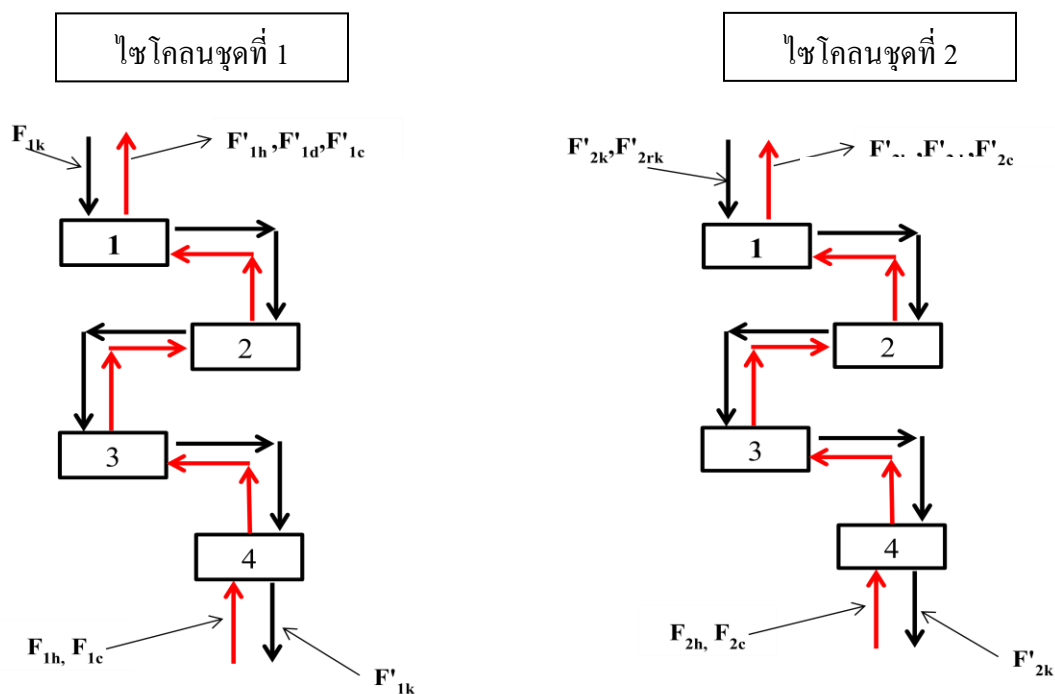 ไซโคลนชุดที่ 1
F1k
F'1h ,F'1d,F'1c
1
2
3
4
F1h, F1c
F'1k
ไซโคลนชุดที่ 2
F'2k,F'2rk
,F'2c
1
2
3
4
F2h, F2c
F'2k